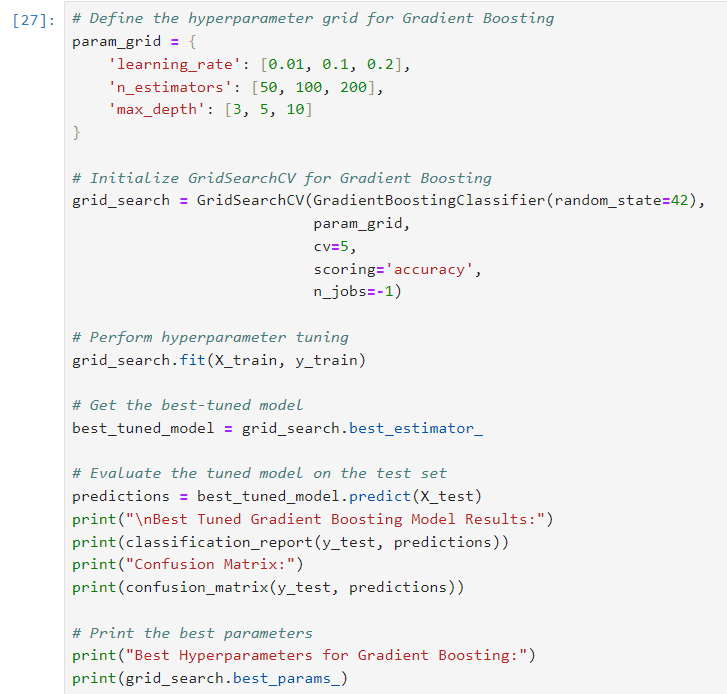 [27]: # Define the hyperparameter grid for Gradient Boosting
param_grid = {
    'learning_rate': [0.01, 0.1, 0.2],
    'n_estimators': [50, 100, 200],
    'max_depth': [3, 5, 10]
}

# Initialize GridSearchCV for Gradient Boosting
grid_search = GridSearchCV(GradientBoostingClassifier(random_state=42),
                           param_grid,
                           cv=5,
                           scoring='accuracy',
                           n_jobs=-1)

# Perform hyperparameter tuning
grid_search.fit(X_train, y_train)

# Get the best-tuned model
best_tuned_model = grid_search.best_estimator_

# Evaluate the tuned model on the test set
predictions = best_tuned_model.predict(X_test)
print("\nBest Tuned Gradient Boosting Model Results:")
print(classification_report(y_test, predictions))
print("Confusion Matrix:")
print(confusion_matrix(y_test, predictions))

# Print the best parameters
print("Best Hyperparameters for Gradient Boosting:")
print(grid_search.best_params_)